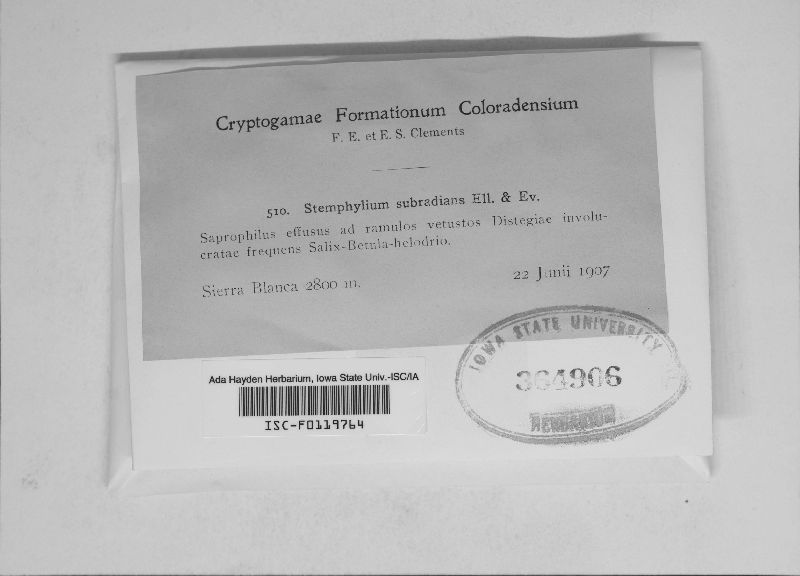 Cryptogamae Formationum Coloradensium
F. E. et E. S. Clements
510. Stemphylium subradians Ell. & Ev.
Saprophilus effusus ad ramulos vetustos Distegiae involu-
cratae frequens Salix-Betula-helodrio.
Sierra Blanca 2800 m.
22 Junii 1907
IOWA STATE UNIVERSITY
364906
HERBARIUM
Ada Hayden Herbarium, Iowa State Univ.-ISC/IA
ISC-F0119764